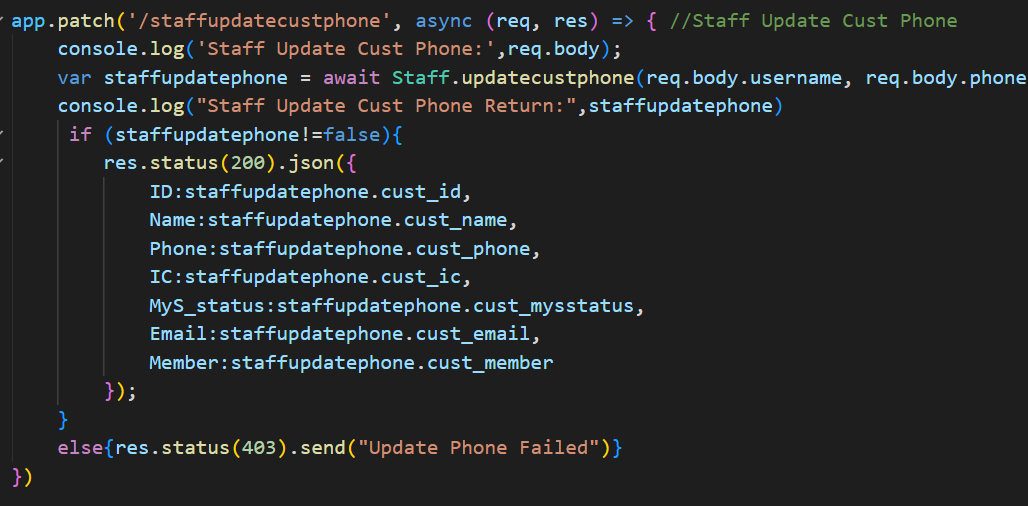 app.patch('/staffupdatecustphone', async (req, res) => { //Staff Update Cust Phone
    console.log('Staff Update Cust Phone:',req.body);
    var staffupdatephone = await Staff.updatecustphone(req.body.username, req.body.phone
    console.log("Staff Update Cust Phone Return:",staffupdatephone)
     if (staffupdatephone!=false){
        res.status(200).json({
            ID:staffupdatephone.cust_id,
            Name:staffupdatephone.cust_name,
            Phone:staffupdatephone.cust_phone,
            IC:staffupdatephone.cust_ic,
            MyS_status:staffupdatephone.cust_mysstatus,
            Email:staffupdatephone.cust_email,
            Member:staffupdatephone.cust_member
        });
    }
    else{res.status(403).send("Update Phone Failed")}
})